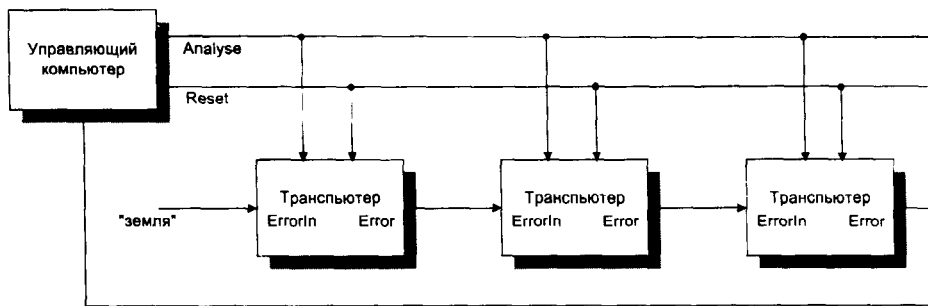 Управляющий
компьютер
Analyse
Reset
"земля"
Транспьютер
ErrorIn Error
Транспьютер
ErrorIn Error
Транспьютер
ErrorIn Error